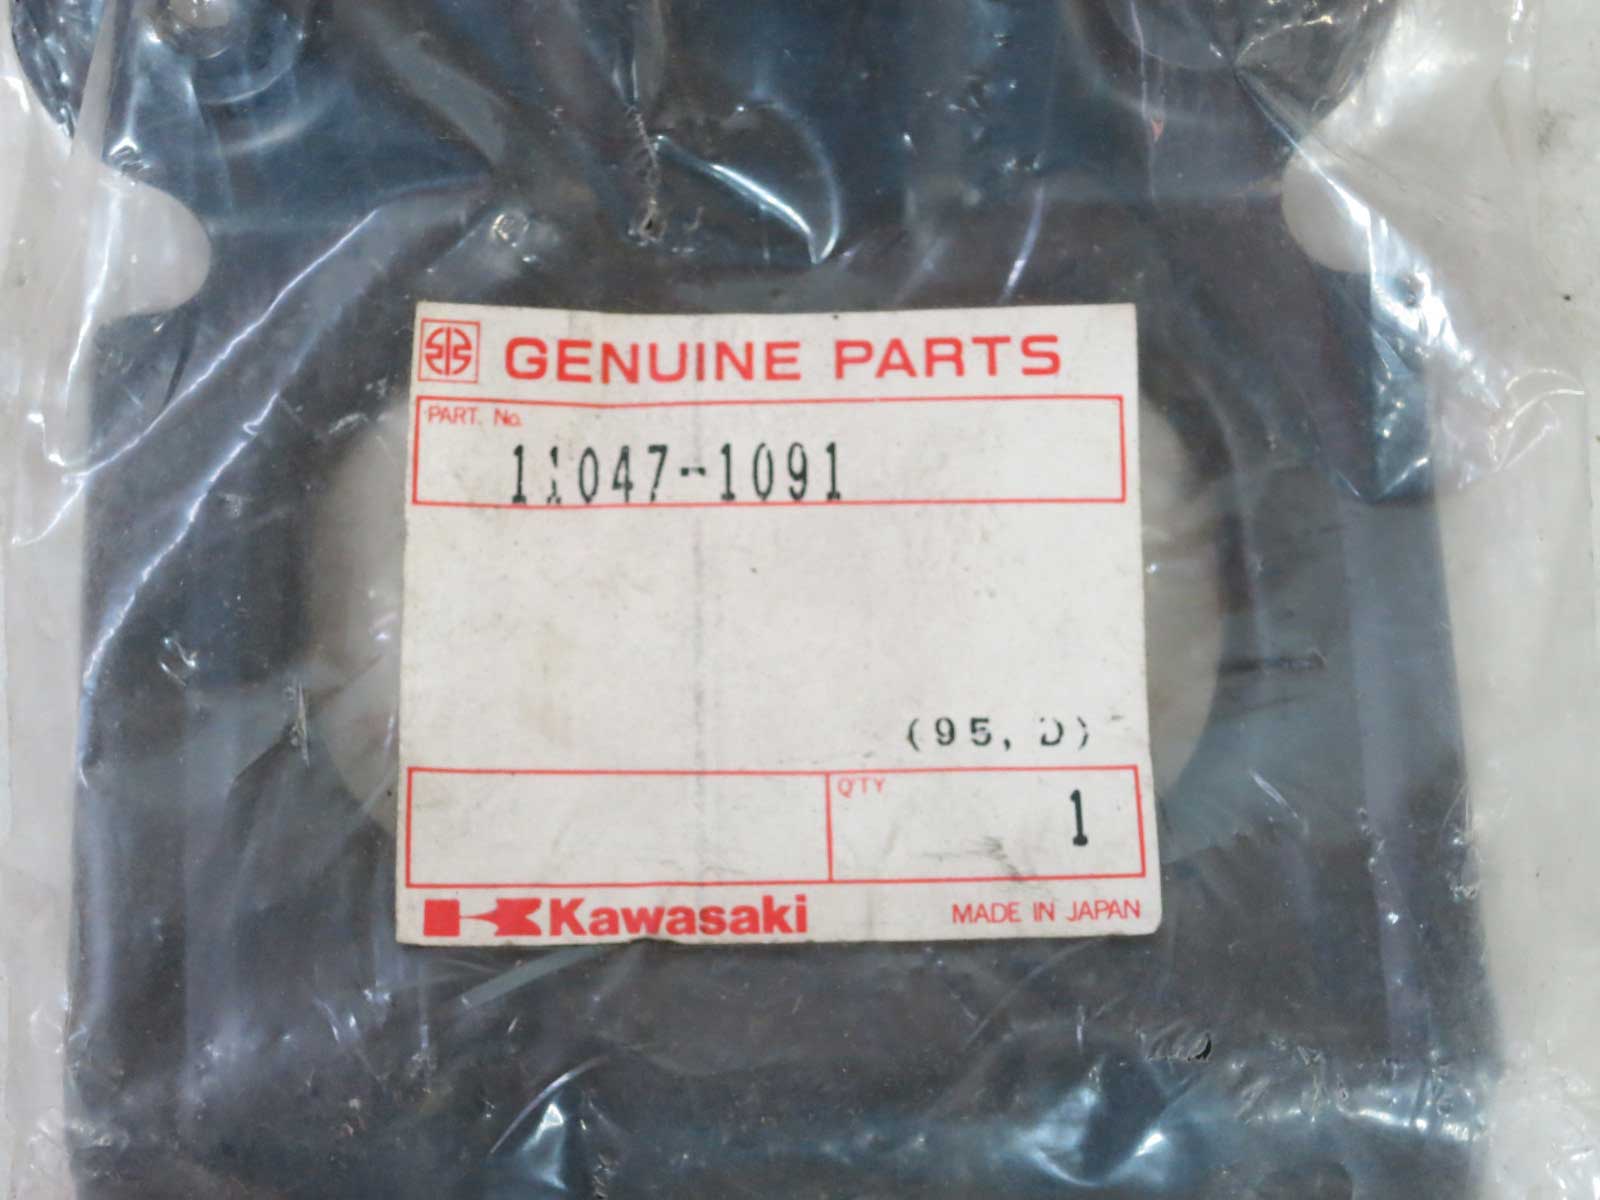 GENUINE PARTS
PART. No.
11047-1091
(95, D)
Q'TY
1
Kawasaki
MADE IN JAPAN